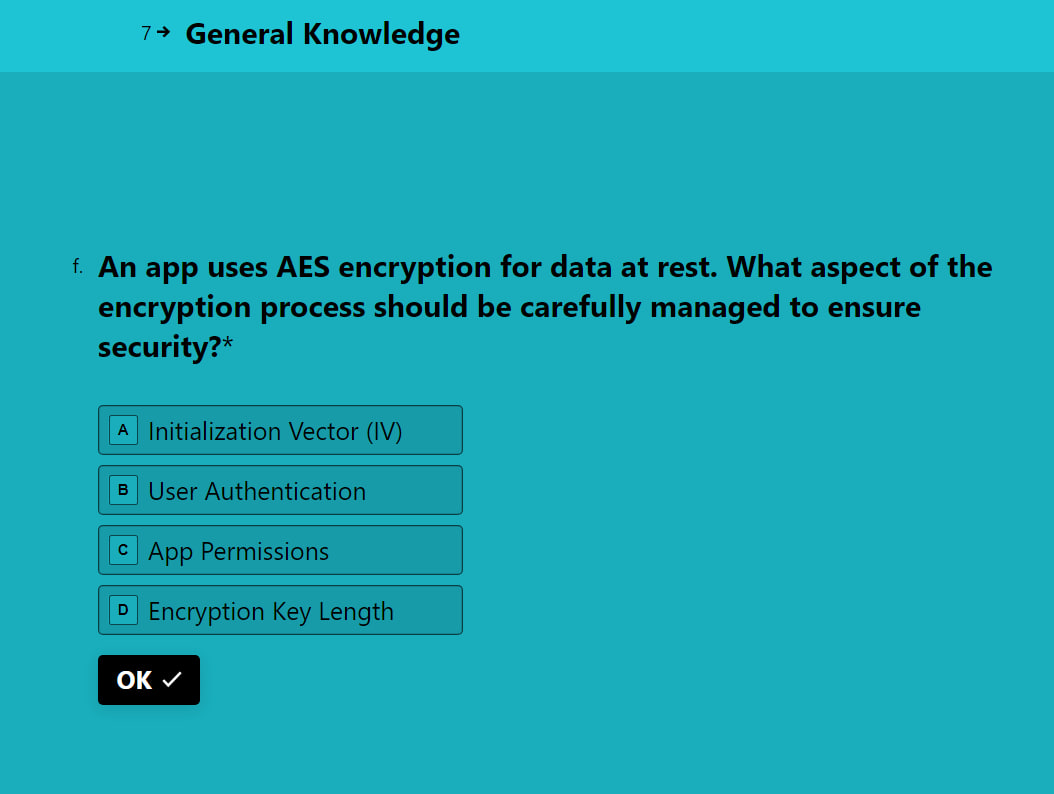 7→ General Knowledge
f. An app uses AES encryption for data at rest. What aspect of the
encryption process should be carefully managed to ensure
security?*
A Initialization Vector (IV)
B User Authentication
C App Permissions
D Encryption Key Length
OK ✓